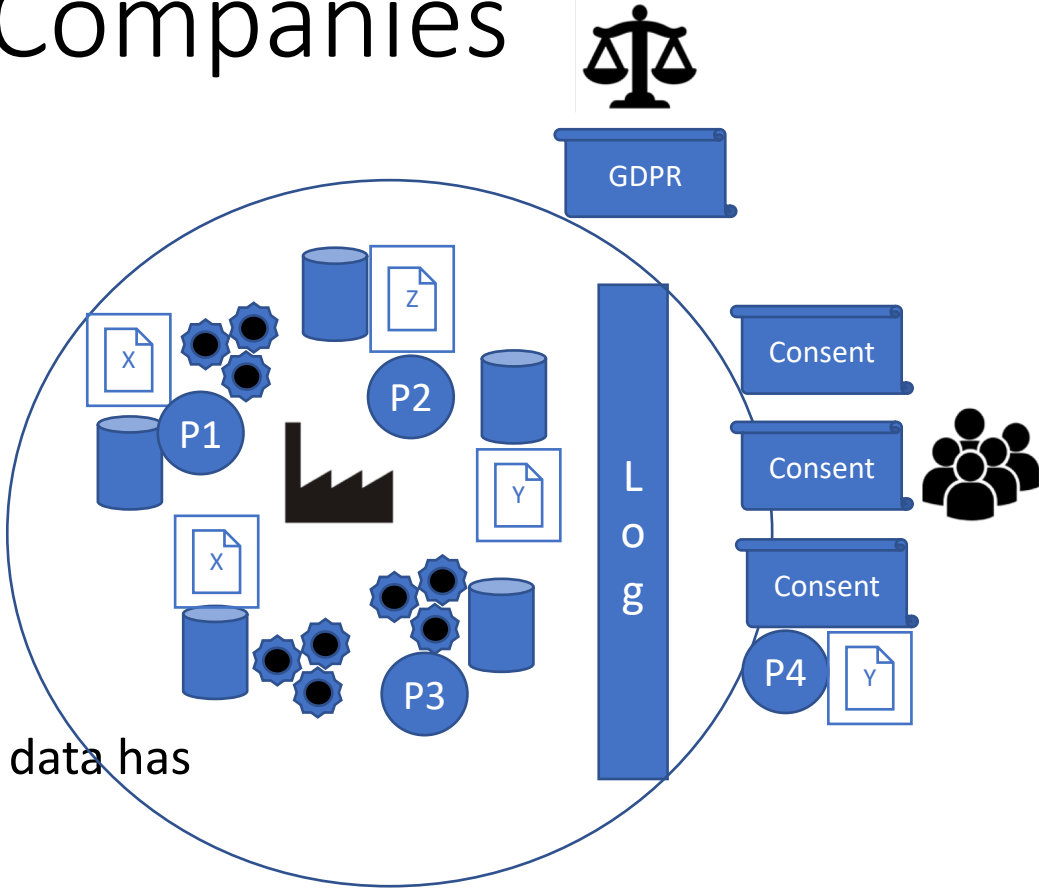 Companies
GDPR
Z
X
P2
Consent
P1
Consent
Y
L
o
g
X
Consent
P4
Y
P3
data has